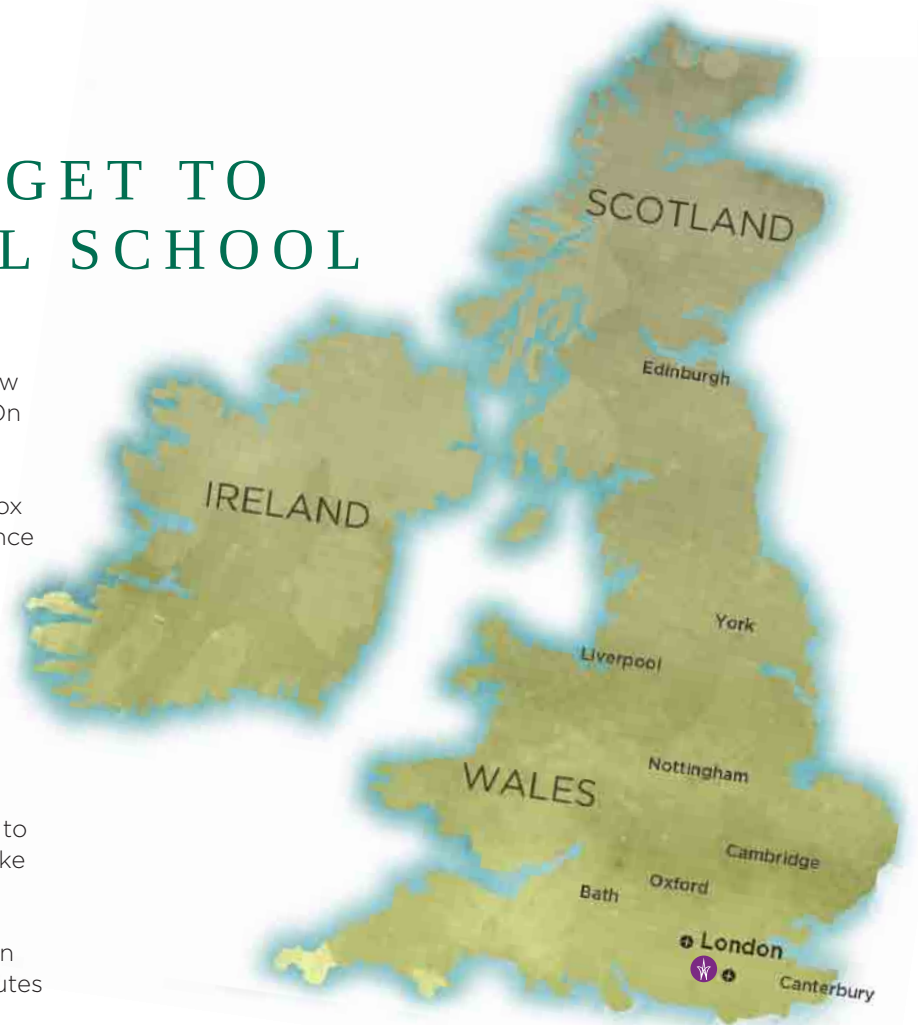 GET TO
L SCHOOL
w
On
ox
nce
to
ke
n
utes
SCOTLAND
Edinburgh
IRELAND
York
Liverpool
Nottingham
WALES
Cambridge
Oxford
Bath
London
Canterbury